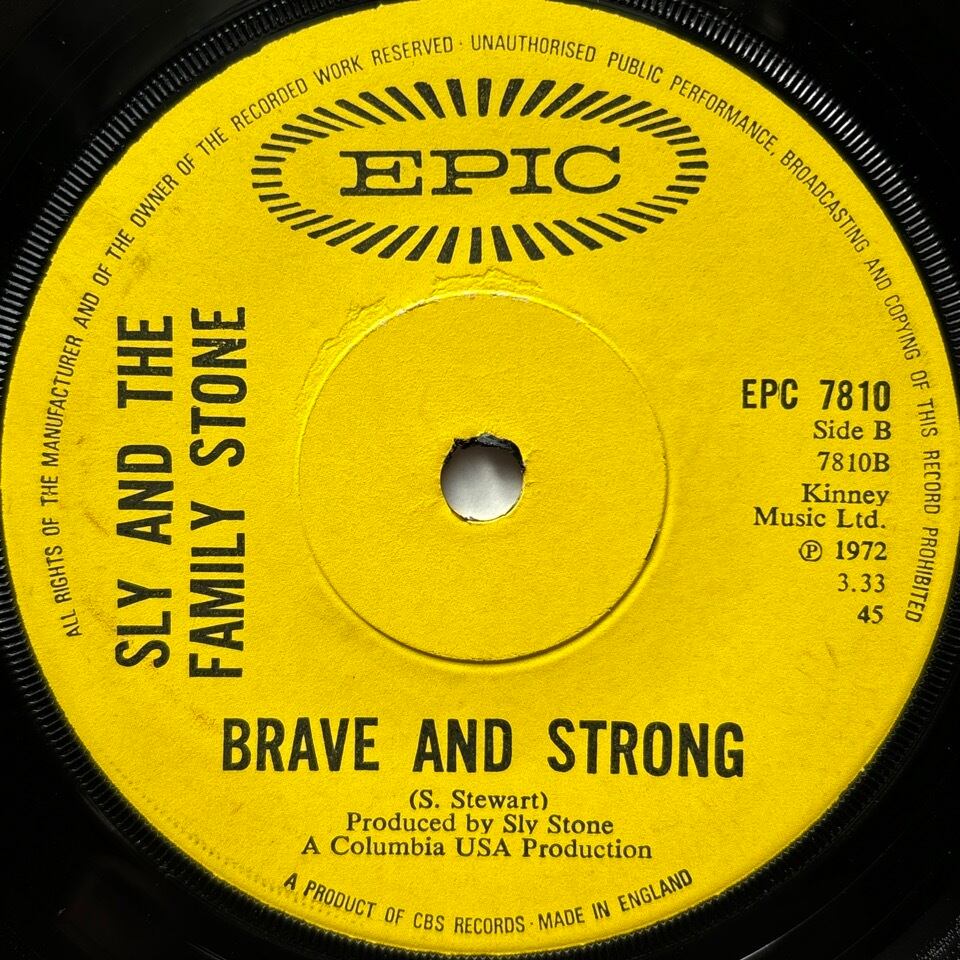 ALL RIGHTS OF THE MANUFACTURER AND OF THE OWNER OF THE RECORDED WORK RESERVED · UNAUTHORISED PUBLIC PERFORMANCE, BROADCASTING AND COPYING OF THIS RECORD PROHIBITED
EPIC
SLY AND THE
FAMILY STONE
EPC 7810
Side B
7810B
Kinney
Music Ltd.
℗ 1972
3.33
45
BRAVE AND STRONG
(S. Stewart)
Produced by Sly Stone
A Columbia USA Production
A PRODUCT OF CBS RECORDS · MADE IN ENGLAND